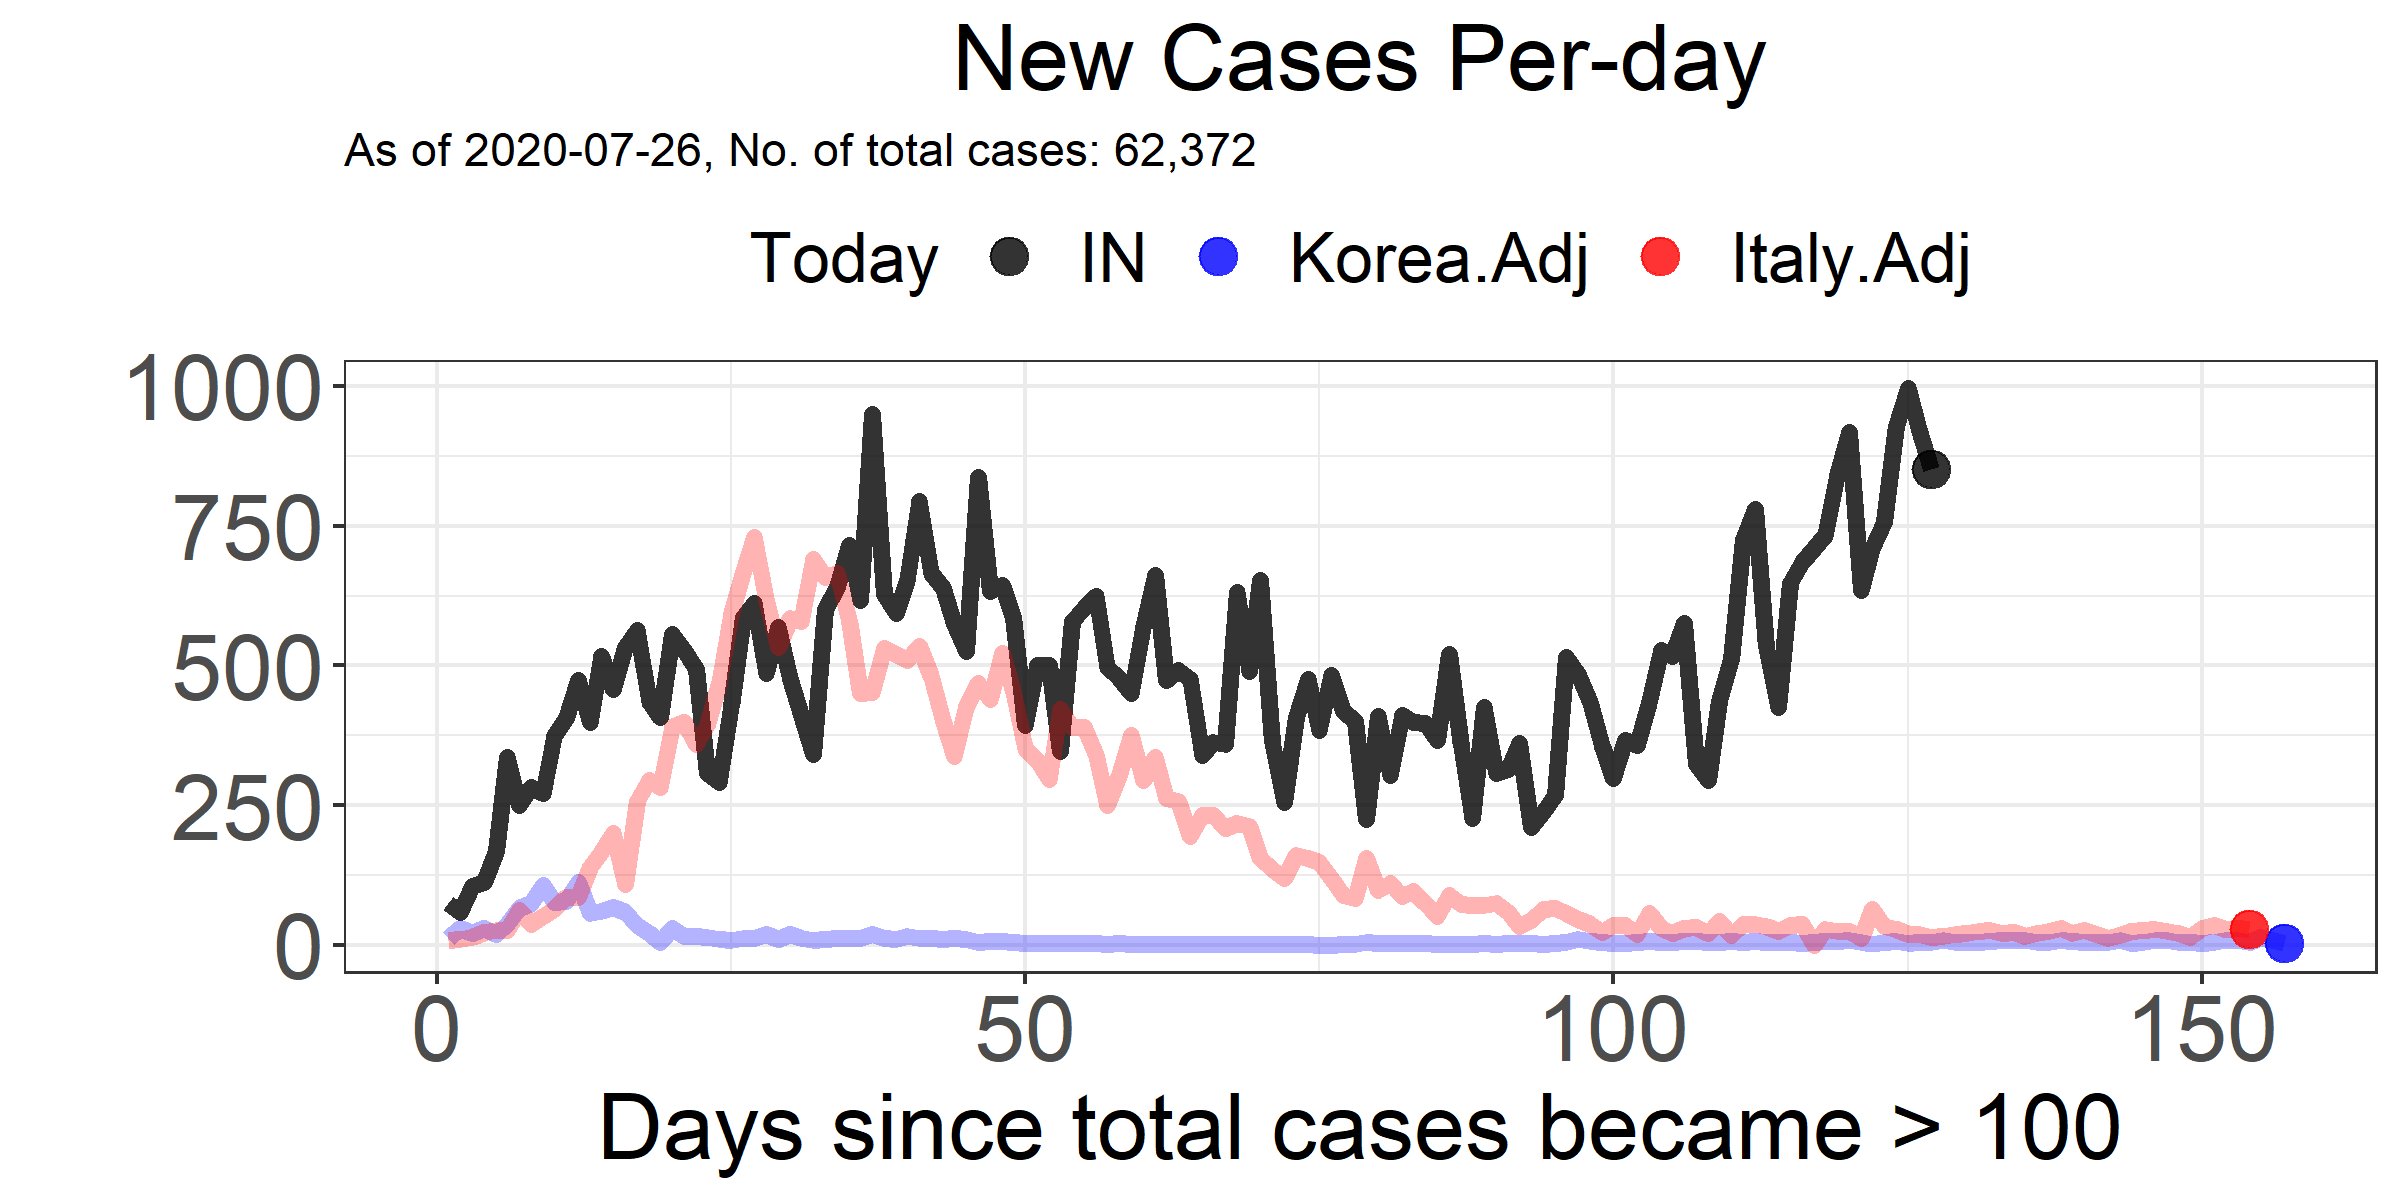 New Cases Per-day
As of 2020-07-26, No. of total cases: 62,372
Today IN Korea.Adj Italy.Adj
1000
750
500
250
0
0 50 100 150
Days since total cases became > 100